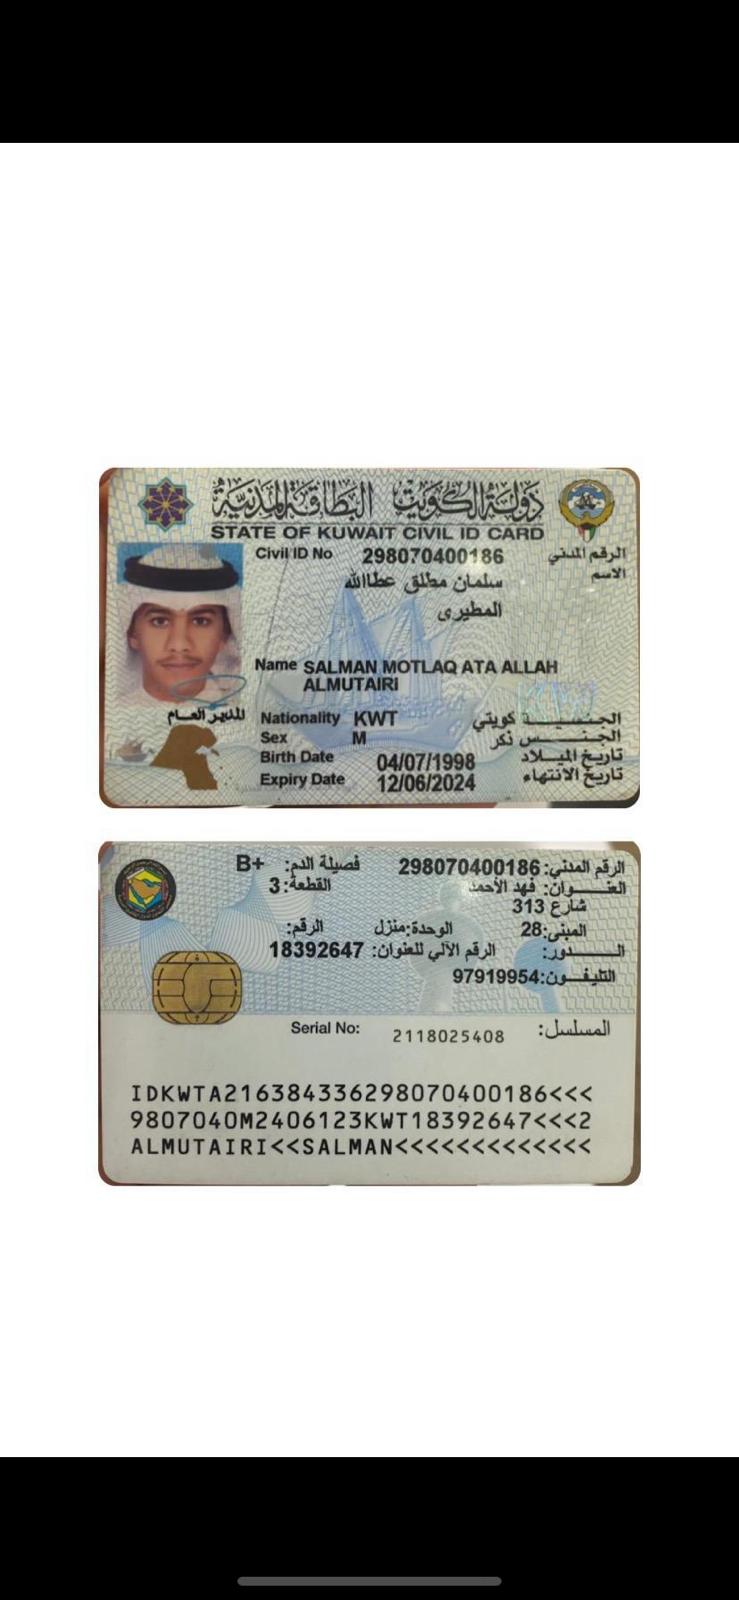 دولة الكويت البطاقة المدنية
STATE OF KUWAIT CIVIL ID CARD
Civil ID No 298070400186 الرقم المدني
سلمان مطلق عطاالله الاسم
المطيرى
Name SALMAN MOTLAQ ATA ALLAH
ALMUTAIRI
المدير العام
Nationality KWT كويتي الجنسية
Sex M ذكر الجنس
Birth Date 04/07/1998 تاريخ الميلاد
Expiry Date 12/06/2024 تاريخ الانتهاء
الرقم المدني: 298070400186 فصيلة الدم: B+
العنوان: فهد الأحمد القطعة: 3
شارع 313
المبنى: 28 الوحدة: منزل الرقم:
الدور: الرقم الآلي للعنوان: 18392647
التليفون: 97919954
Serial No: 2118025408 المسلسل:
IDKWTA216384336298070400186<<<
9807040M2406123KWT18392647<<<2
ALMUTAIRI<<SALMAN<<<<<<<<<<<<<